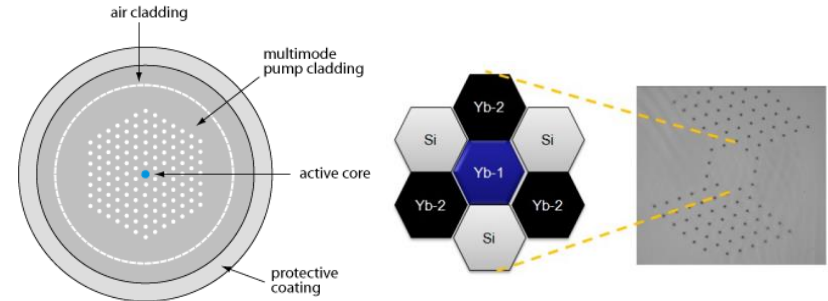 air cladding
multimode
pump cladding
active core
protective
coating
Yb-2
Si
Si
Yb-1
Yb-2
Yb-2
Si